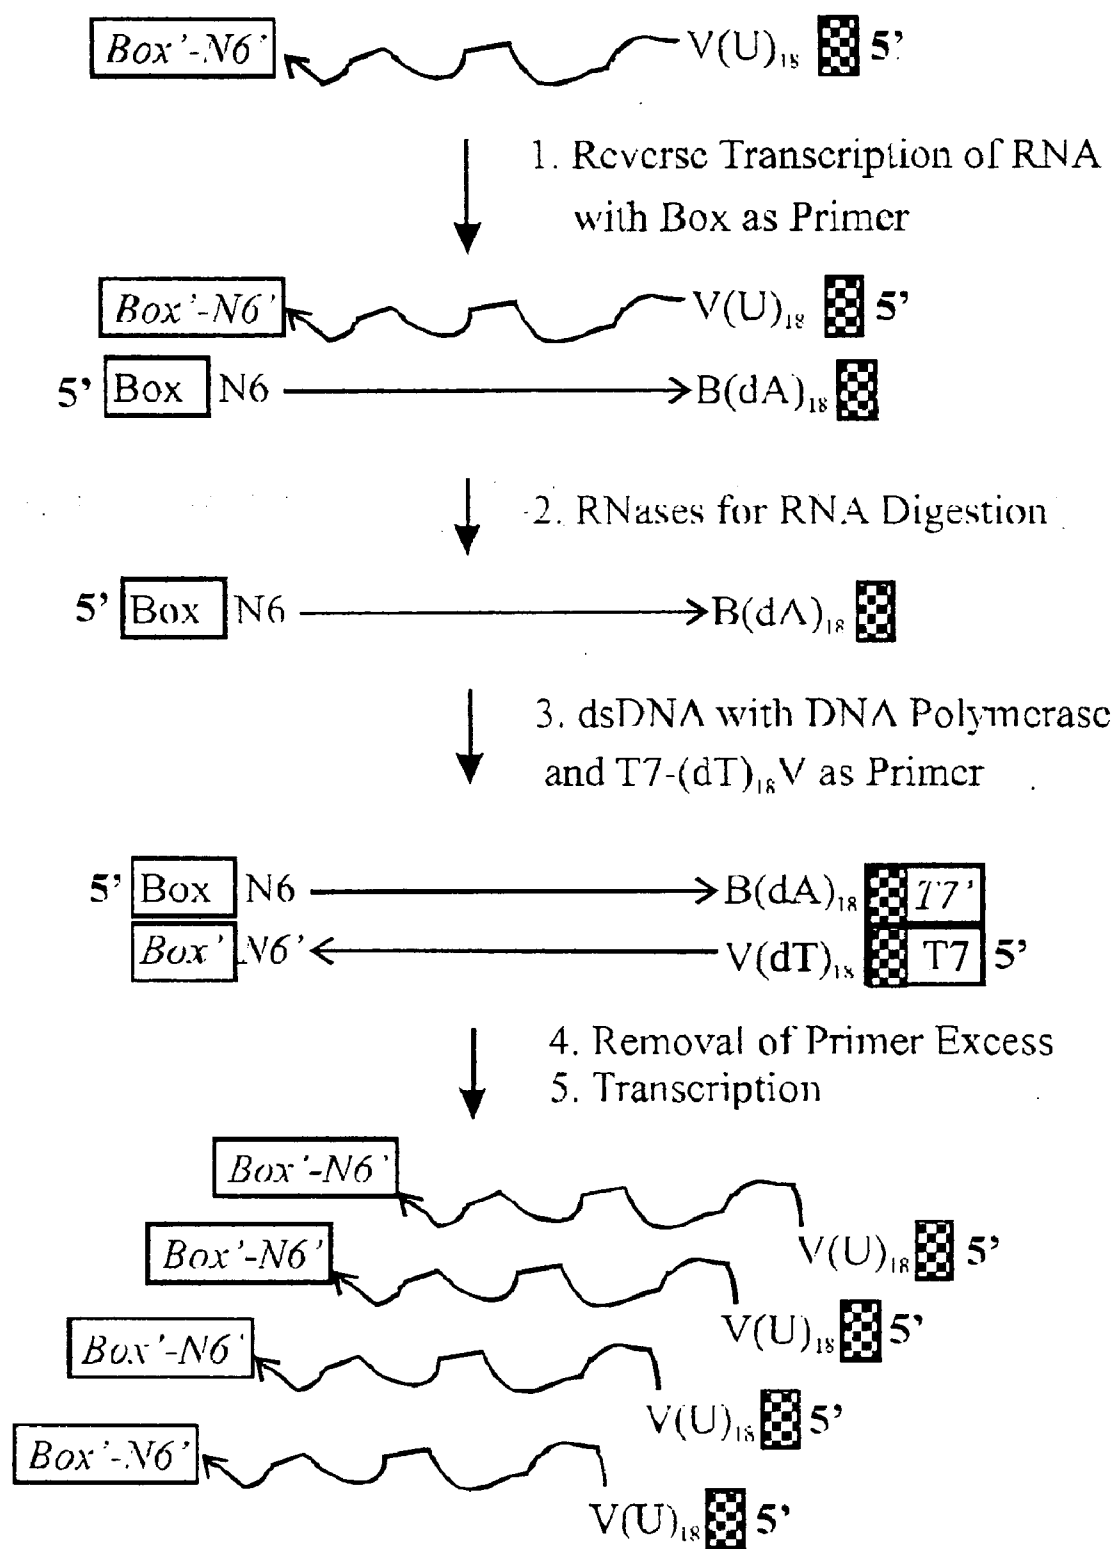 Box'-N6' V(U)₁₈ 5'
1. Reverse Transcription of RNA
with Box as Primer
Box'-N6' V(U)₁₈ 5'
5' Box N6 B(dA)₁₈
2. RNases for RNA Digestion
5' Box N6 B(dA)₁₈
3. dsDNA with DNA Polymerase
and T7-(dT)₁₈V as Primer
5' Box N6 B(dA)₁₈ T7'
Box' N6' V(dT)₁₈ T7 5'
4. Removal of Primer Excess
5. Transcription
Box'-N6' V(U)₁₈ 5'
Box'-N6' V(U)₁₈ 5'
Box'-N6' V(U)₁₈ 5'
Box'-N6' V(U)₁₈ 5'